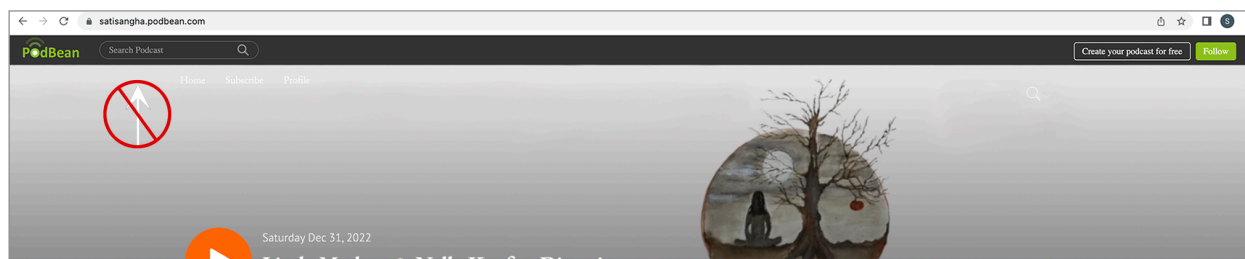 satisangha.podbean.com
S
PodBean
Search Podcast
Create your podcast for free
Follow
Home Subscribe Profile
Saturday Dec 31, 2022